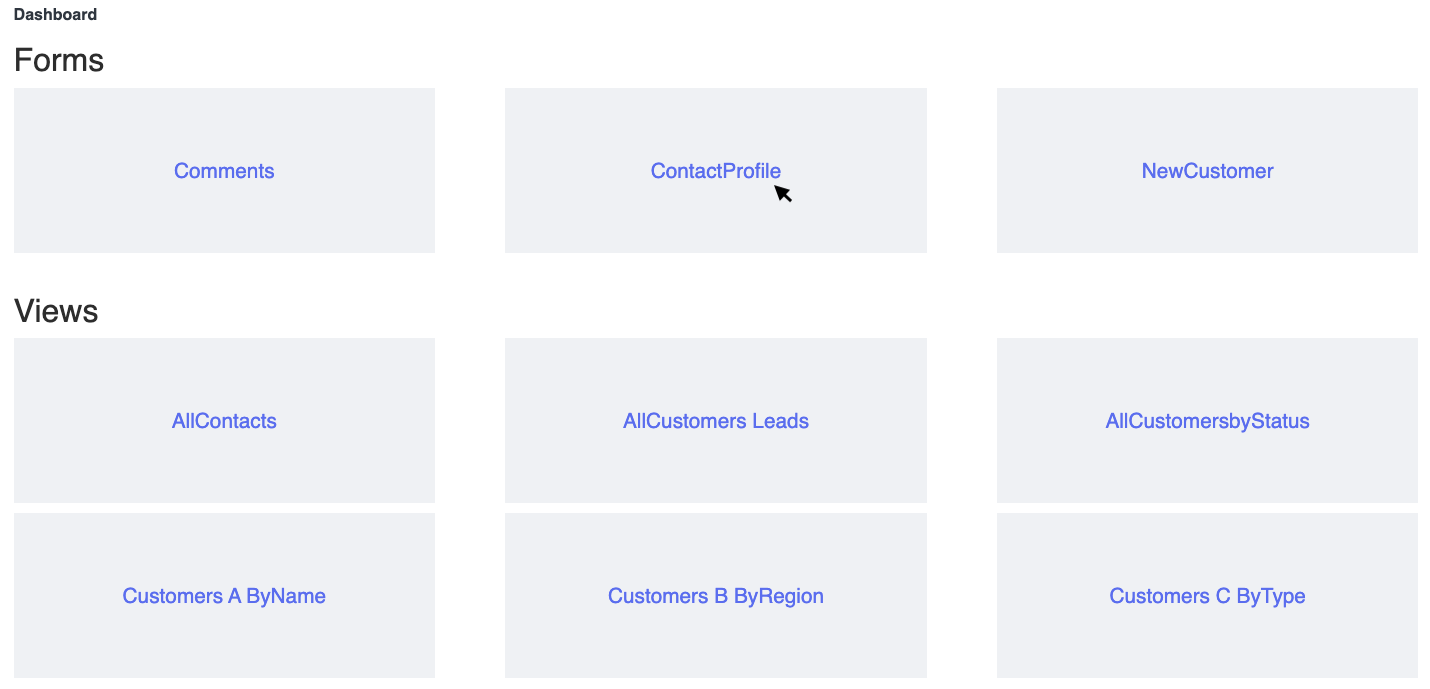 Dashboard
Forms
Comments
ContactProfile
NewCustomer
Views
AllContacts
AllCustomers Leads
AllCustomersbyStatus
Customers A ByName
Customers B ByRegion
Customers C ByType